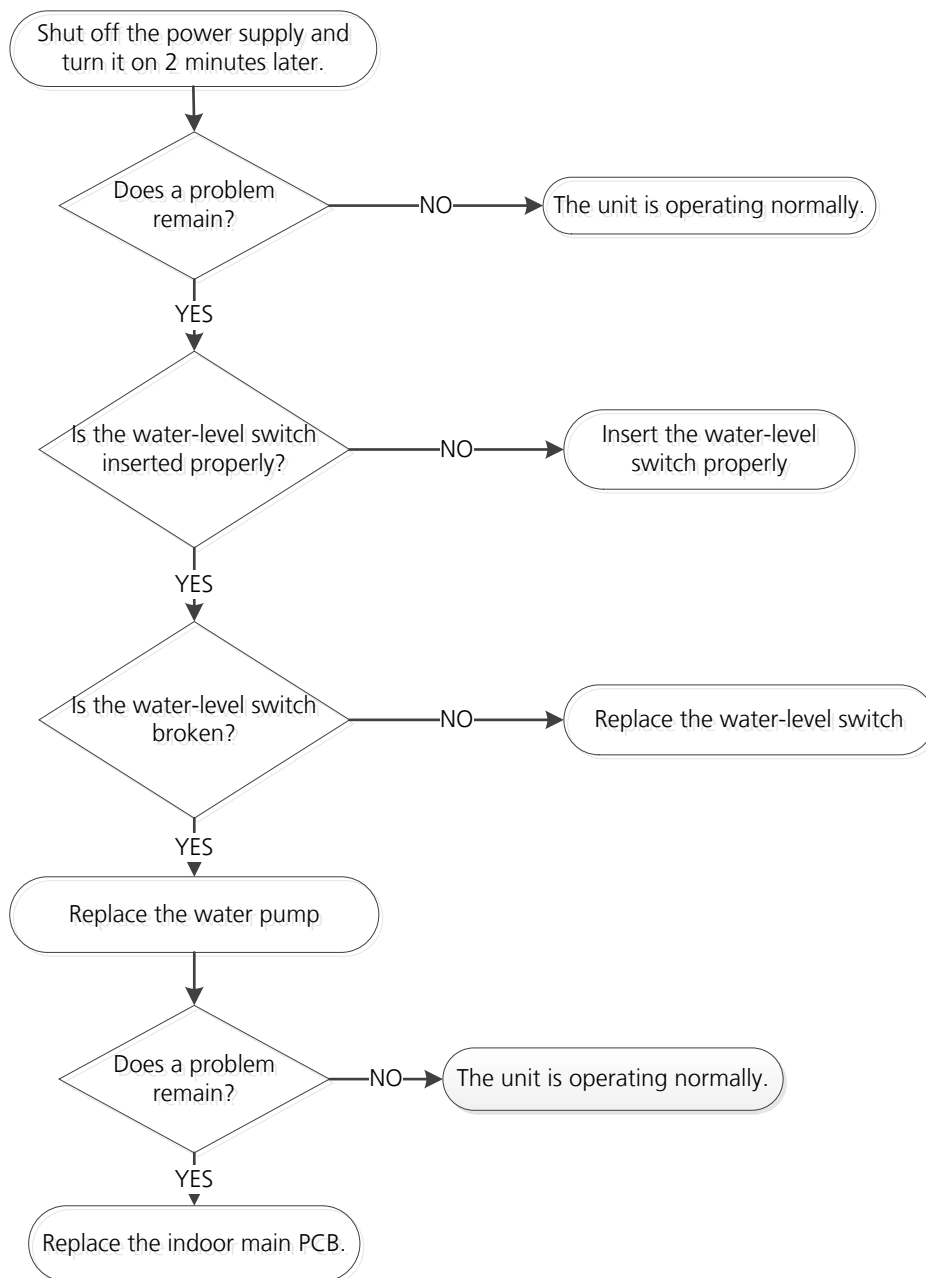 Shut off the power supply and
turn it on 2 minutes later.
Does a problem
remain?
NO
The unit is operating normally.
YES
Is the water-level switch
inserted properly?
NO
Insert the water-level
switch properly
YES
Is the water-level switch
broken?
NO
Replace the water-level switch
YES
Replace the water pump
Does a problem
remain?
NO
The unit is operating normally.
YES
Replace the indoor main PCB.